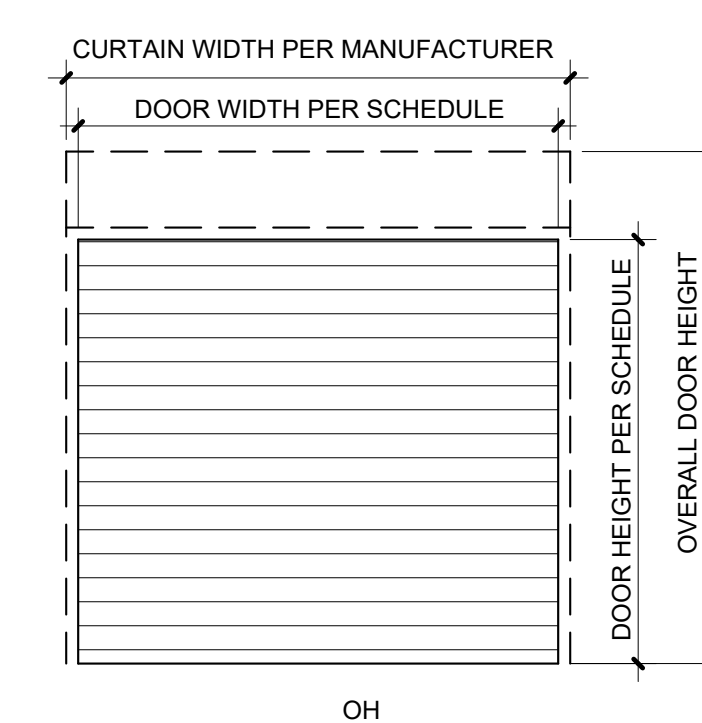 CURTAIN WIDTH PER MANUFACTURER
DOOR WIDTH PER SCHEDULE
DOOR HEIGHT PER SCHEDULE
OVERALL DOOR HEIGHT
OH